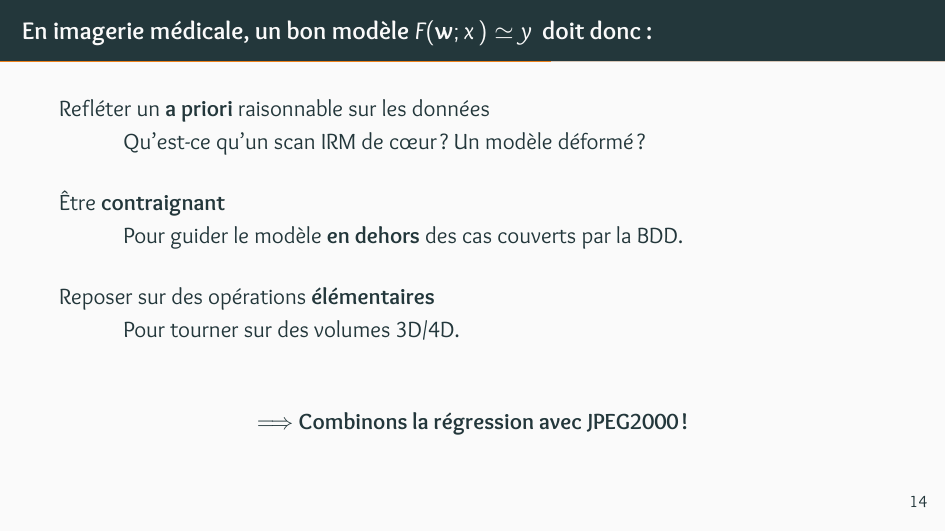 En imagerie médicale, un bon modèle F(w; x) ≃ y doit donc :
Refléter un a priori raisonnable sur les données
Qu’est-ce qu’un scan IRM de cœur ? Un modèle déformé ?
Être contraignant
Pour guider le modèle en dehors des cas couverts par la BDD.
Reposer sur des opérations élémentaires
Pour tourner sur des volumes 3D/4D.
⟹ Combinons la régression avec JPEG2000 !
14